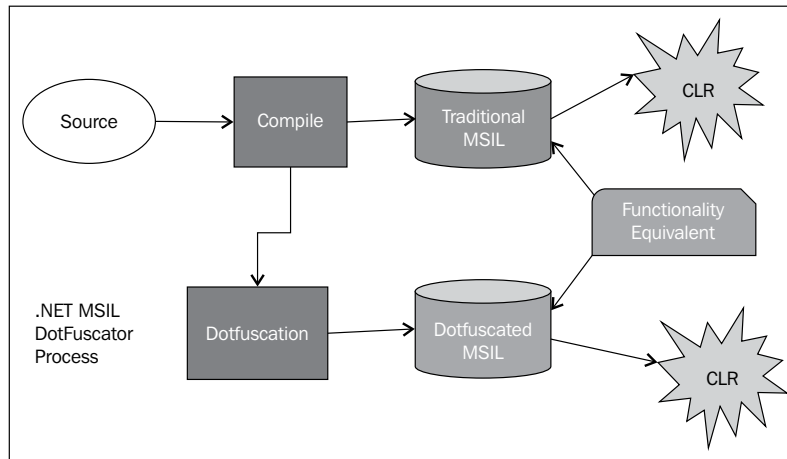 Source
Compile
Traditional
MSIL
CLR
Functionality
Equivalent
.NET MSIL
DotFuscator
Process
Dotfuscation
Dotfuscated
MSIL
CLR